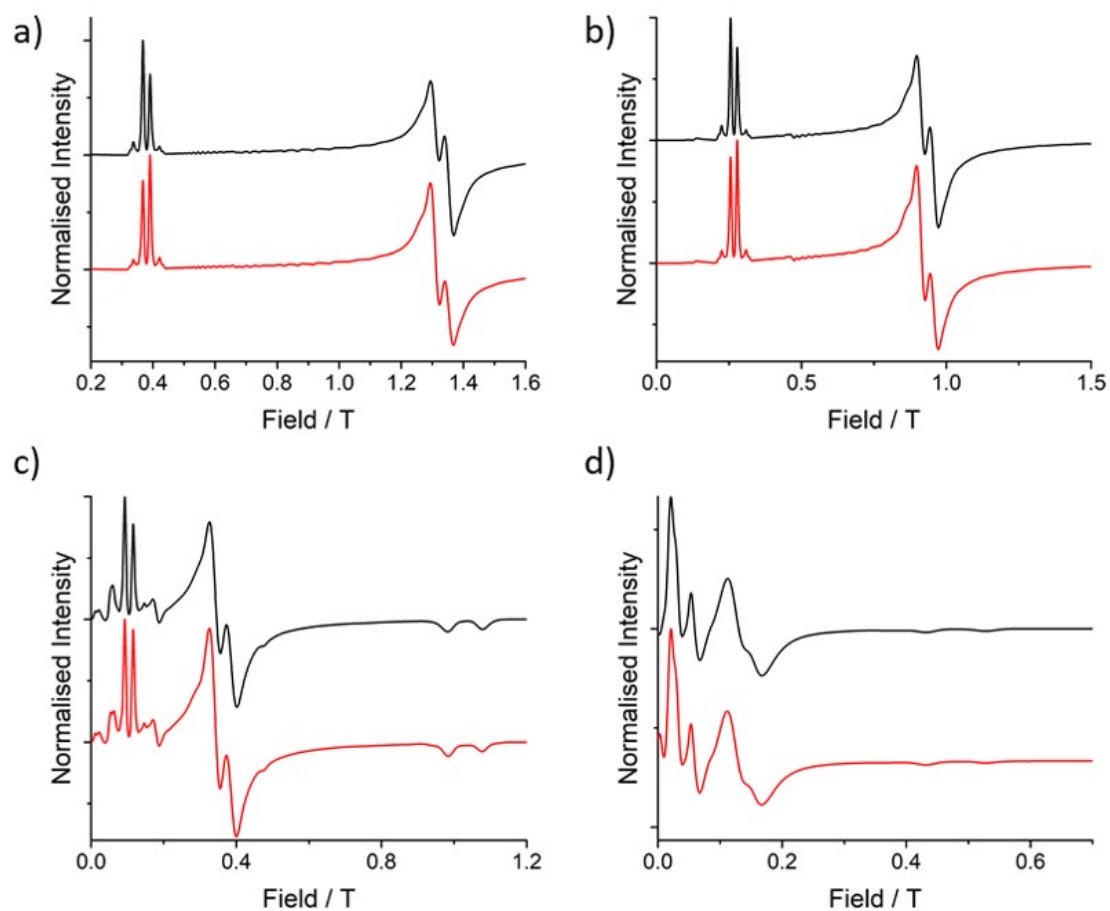 a)
Normalised Intensity
0.2 0.4 0.6 0.8 1.0 1.2 1.4 1.6
Field / T
b)
Normalised Intensity
0.0 0.5 1.0 1.5
Field / T
c)
Normalised Intensity
0.0 0.4 0.8 1.2
Field / T
d)
Normalised Intensity
0.0 0.2 0.4 0.6
Field / T